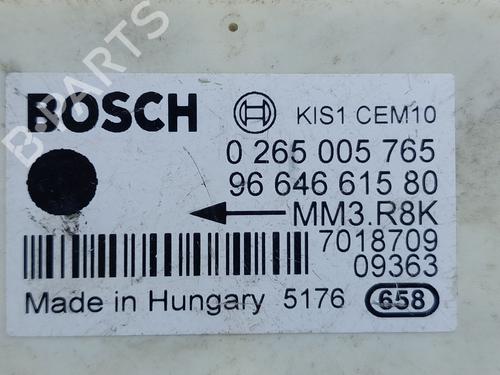 BOSCH KIS1 CEM10
0 265 005 765
96 646 615 80
MM3.R8K
7018709
09363
Made in Hungary 5176 658
B-PARTS